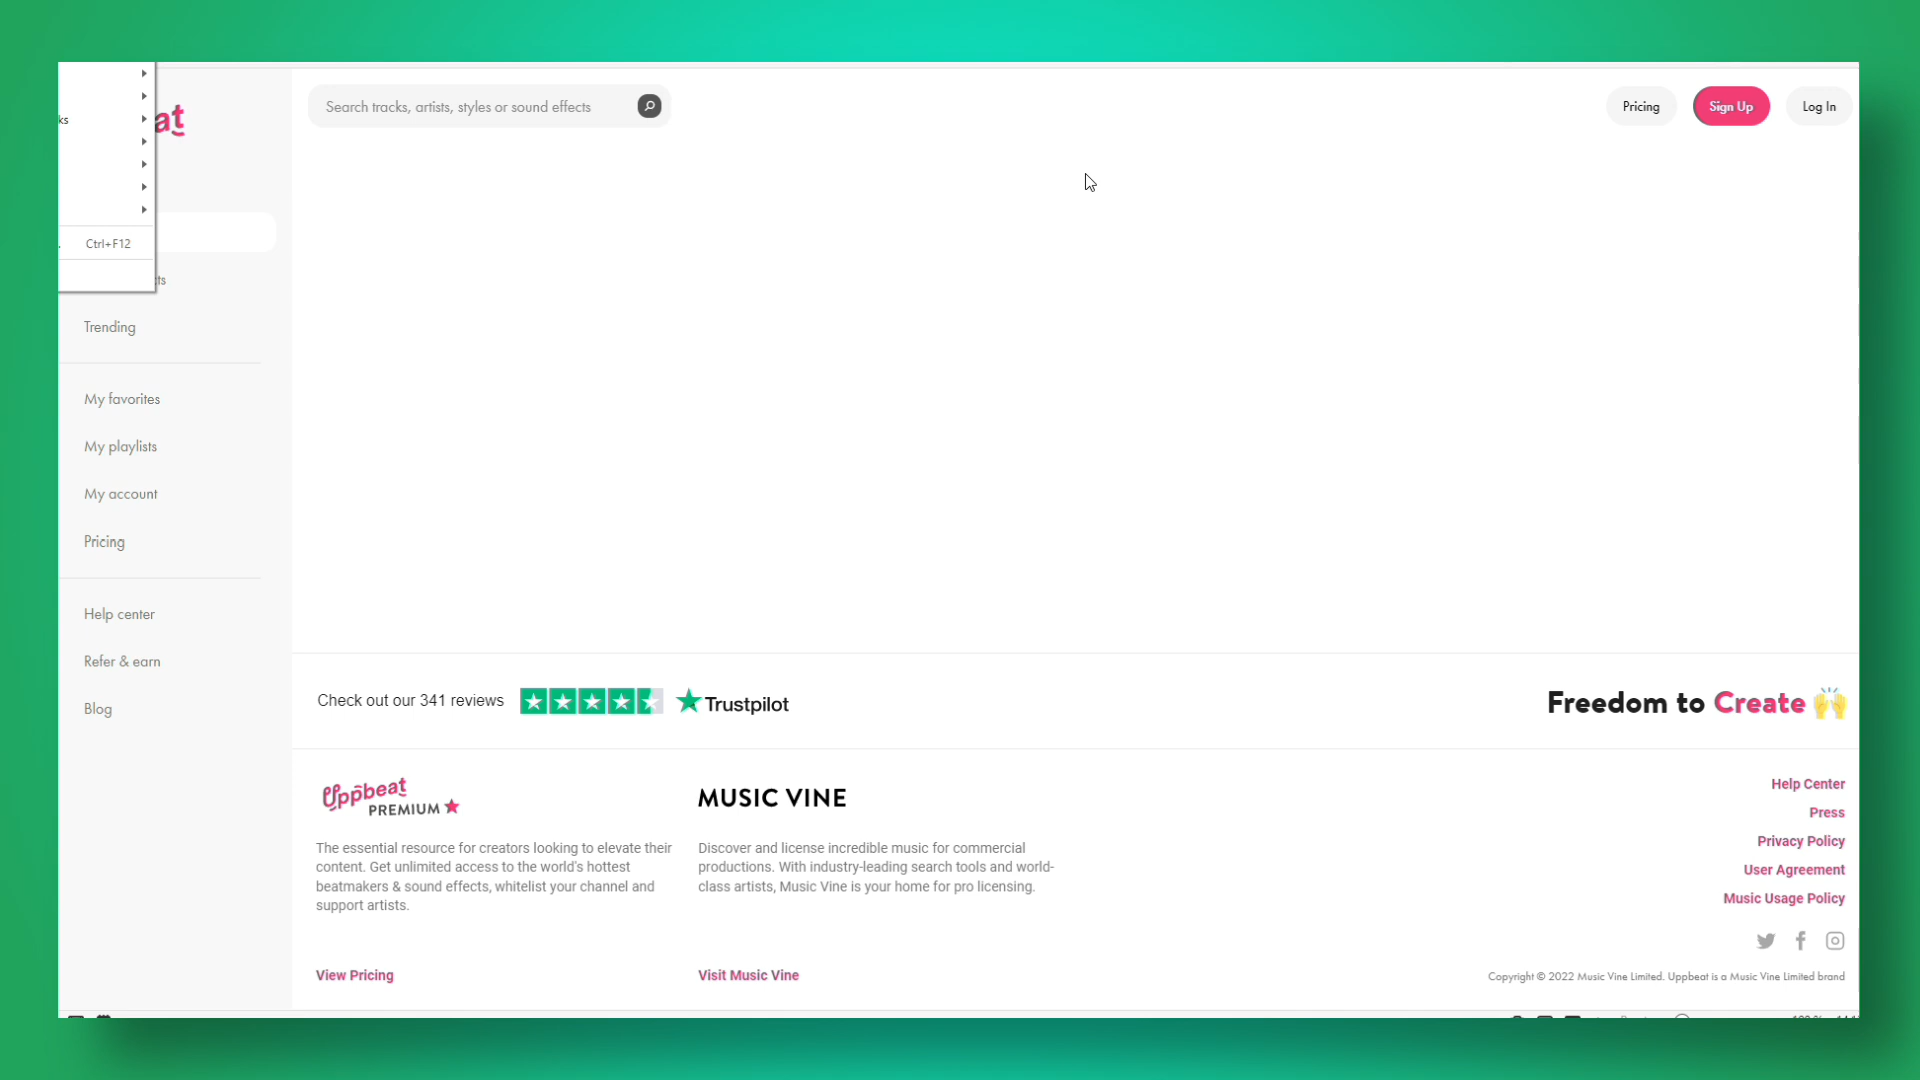 ks
at
Search tracks, artists, styles or sound effects
Pricing
Sign Up
Log In
Ctrl+F12
ts
Trending
My favorites
My playlists
My account
Pricing
Help center
Refer & earn
Blog
Check out our 341 reviews
Trustpilot
Freedom to Create 🙌
Uppbeat
PREMIUM
The essential resource for creators looking to elevate their
content. Get unlimited access to the world's hottest
beatmakers & sound effects, whitelist your channel and
support artists.
View Pricing
MUSIC VINE
Discover and license incredible music for commercial
productions. With industry-leading search tools and world-
class artists, Music Vine is your home for pro licensing.
Visit Music Vine
Help Center
Press
Privacy Policy
User Agreement
Music Usage Policy
Copyright © 2022 Music Vine Limited. Uppbeat is a Music Vine Limited brand